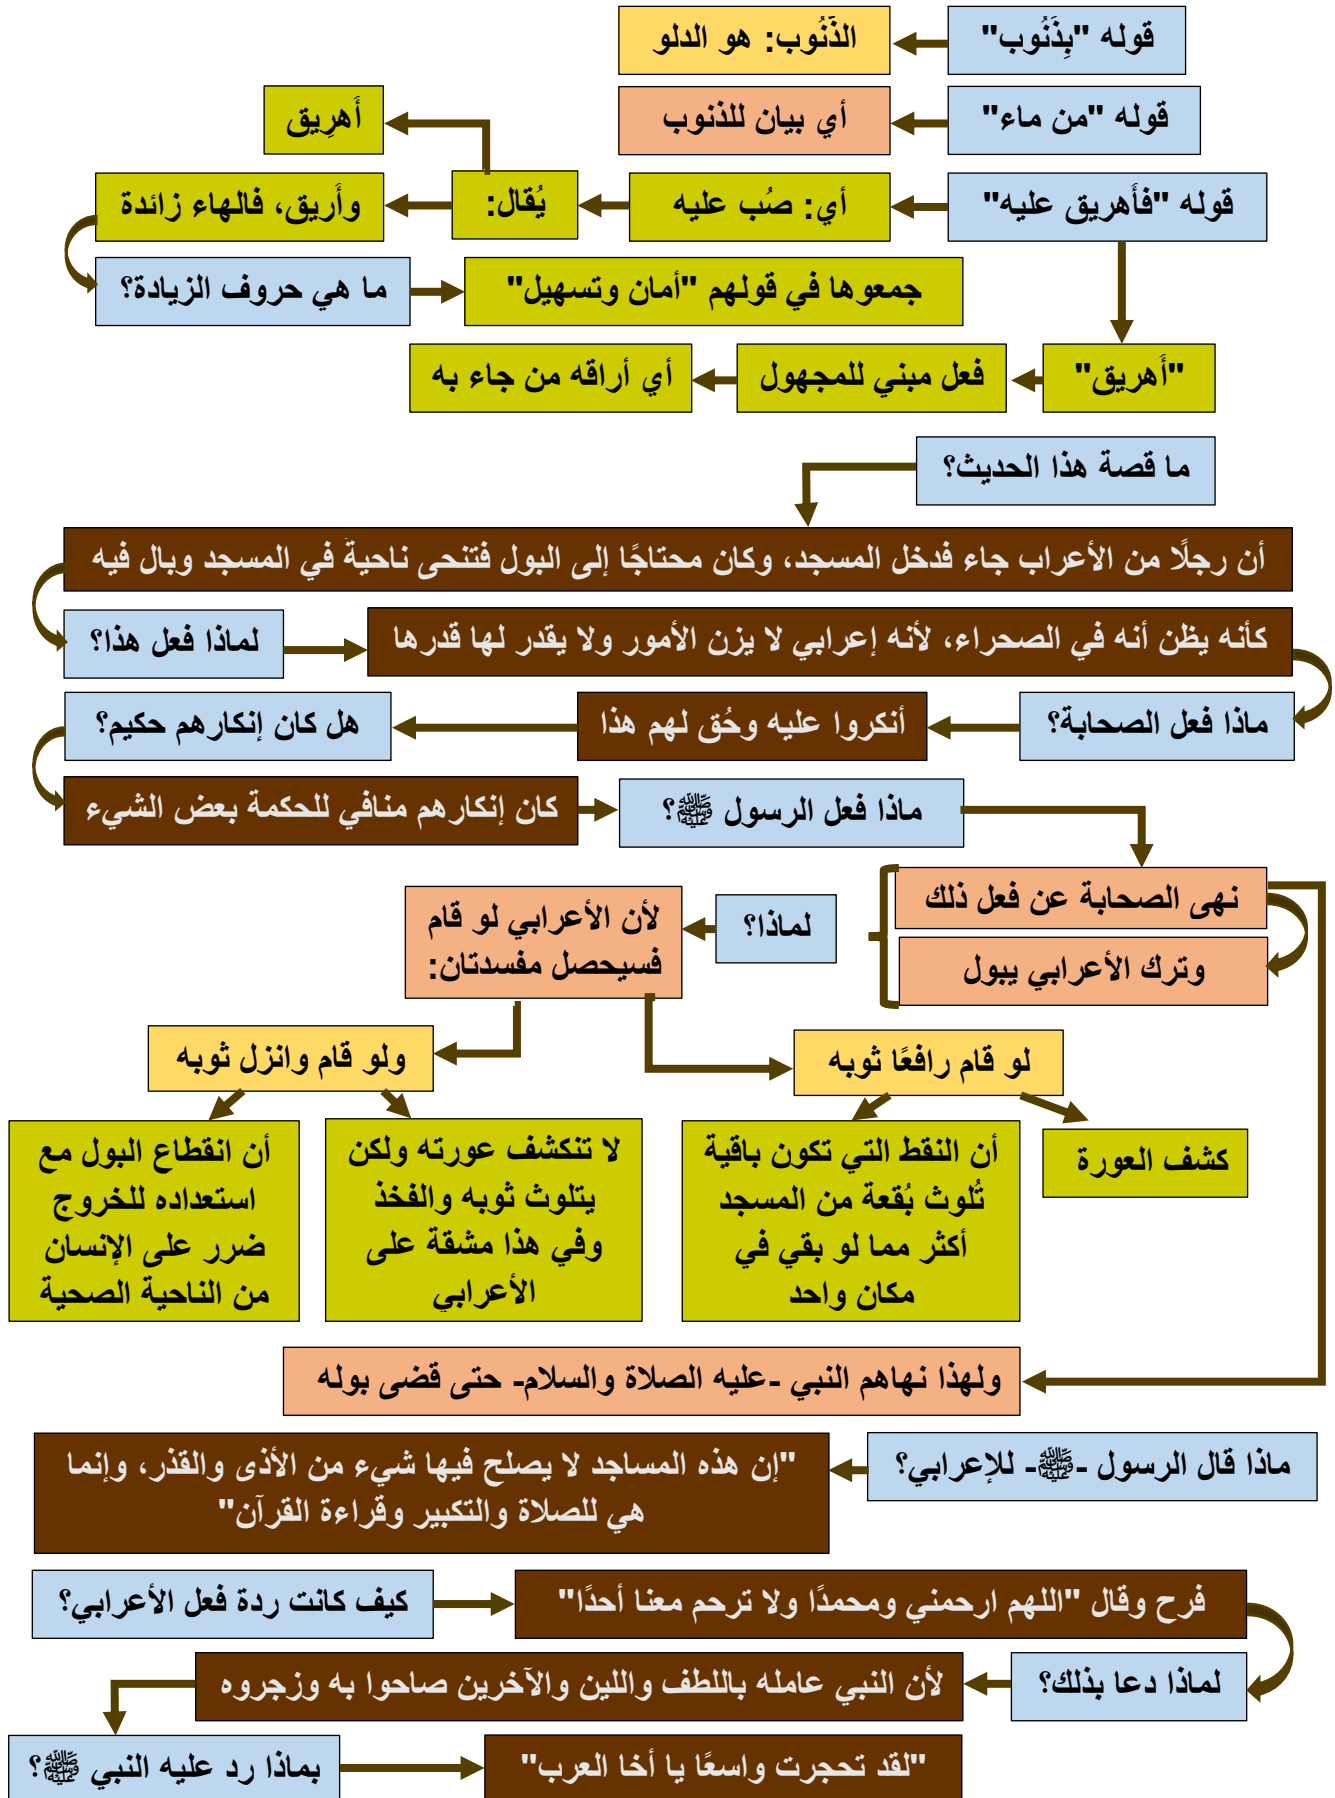 قوله "بِذَنُوب"
الذَّنُوب: هو الدلو
قوله "من ماء"
أي بيان للذنوب
قوله "فأَهريق عليه"
أي: صُب عليه
يُقال:
أَهرِيق
وأَريق، فالهاء زائدة
ما هي حروف الزيادة؟
جمعوها في قولهم "أمان وتسهيل"
"أَهريق"
فعل مبني للمجهول
أي أراقه من جاء به
ما قصة هذا الحديث؟
أن رجلًا من الأعراب جاء فدخل المسجد، وكان محتاجًا إلى البول فتنحى ناحيةً في المسجد وبال فيه
لماذا فعل هذا؟
كأنه يظن أنه في الصحراء، لأنه إعرابي لا يزن الأمور ولا يقدر لها قدرها
ماذا فعل الصحابة؟
أنكروا عليه وحُق لهم هذا
هل كان إنكارهم حكيم؟
كان إنكارهم منافي للحكمة بعض الشيء
ماذا فعل الرسول ﷺ؟
نهى الصحابة عن فعل ذلك
وترك الأعرابي يبول
لماذا؟
لأن الأعرابي لو قام
فسيحصل مفسدتان:
لو قام رافعًا ثوبه
كشف العورة
أن النقط التي تكون باقية
تُلوث بُقعة من المسجد
أكثر مما لو بقي في
مكان واحد
ولو قام وانزل ثوبه
لا تنكشف عورته ولكن
يتلوث ثوبه والفخذ
وفي هذا مشقة على
الأعرابي
أن انقطاع البول مع
استعداده للخروج
ضرر على الإنسان
من الناحية الصحية
ولهذا نهاهم النبي -عليه الصلاة والسلام- حتى قضى بوله
ماذا قال الرسول -ﷺ- للإعرابي؟
"إن هذه المساجد لا يصلح فيها شيء من الأذى والقذر، وإنما
هي للصلاة والتكبير وقراءة القرآن"
كيف كانت ردة فعل الأعرابي؟
فرح وقال "اللهم ارحمني ومحمدًا ولا ترحم معنا أحدًا"
لماذا دعا بذلك؟
لأن النبي عامله باللطف واللين والآخرين صاحوا به وزجروه
بماذا رد عليه النبي ﷺ؟
"لقد تحجرت واسعًا يا أخا العرب"